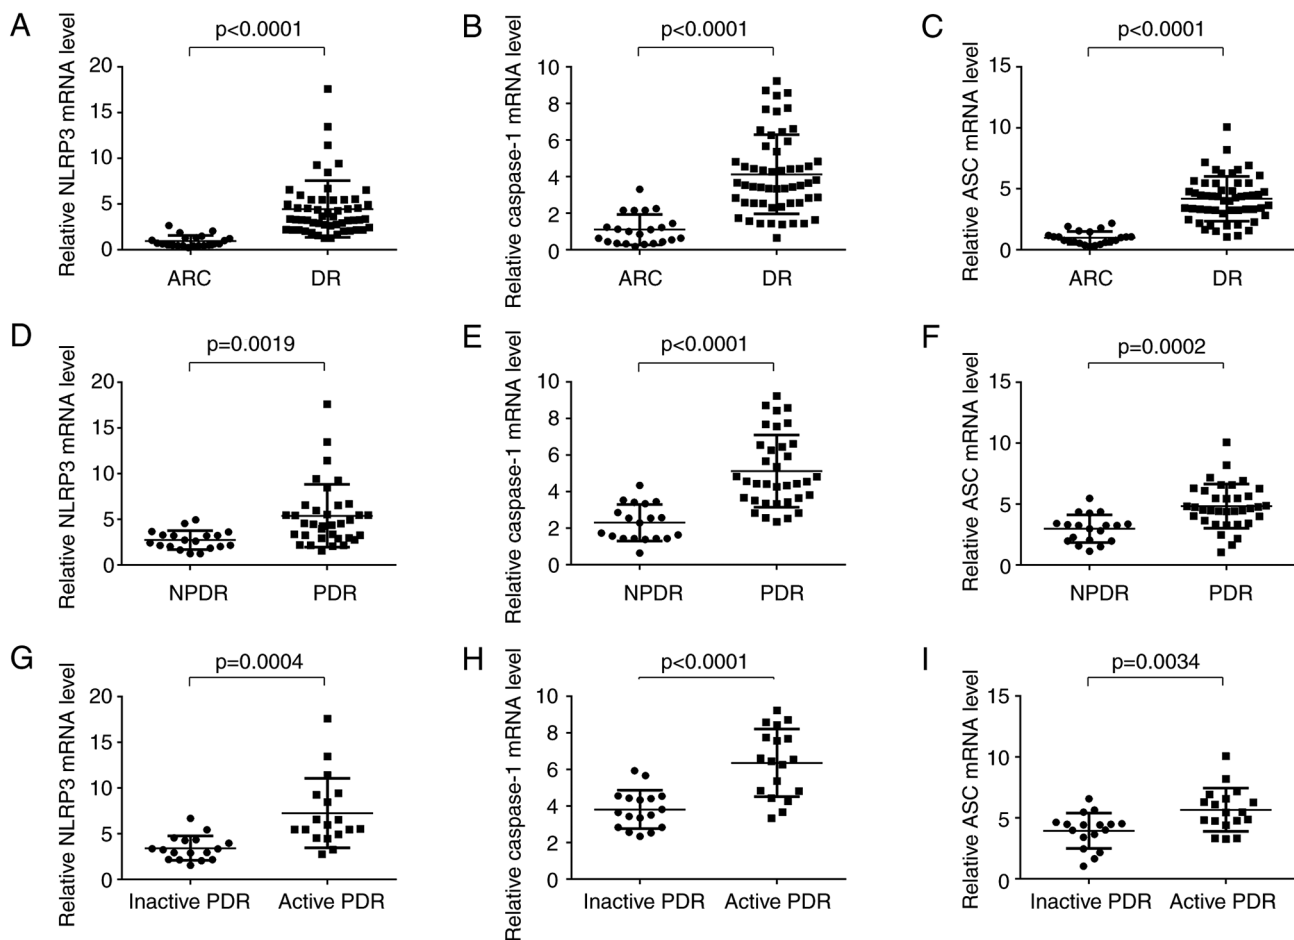 A
Relative NLRP3 mRNA level
p<0.0001
20
15
10
5
0
ARC
DR
B
Relative caspase-1 mRNA level
p<0.0001
10
8
6
4
2
0
ARC
DR
C
Relative ASC mRNA level
p<0.0001
15
10
5
0
ARC
DR
D
Relative NLRP3 mRNA level
p=0.0019
20
15
10
5
0
NPDR
PDR
E
Relative caspase-1 mRNA level
p<0.0001
10
8
6
4
2
0
NPDR
PDR
F
Relative ASC mRNA level
p=0.0002
15
10
5
0
NPDR
PDR
G
Relative NLRP3 mRNA level
p=0.0004
20
15
10
5
0
Inactive PDR
Active PDR
H
Relative caspase-1 mRNA level
p<0.0001
10
8
6
4
2
0
Inactive PDR
Active PDR
I
Relative ASC mRNA level
p=0.0034
15
10
5
0
Inactive PDR
Active PDR